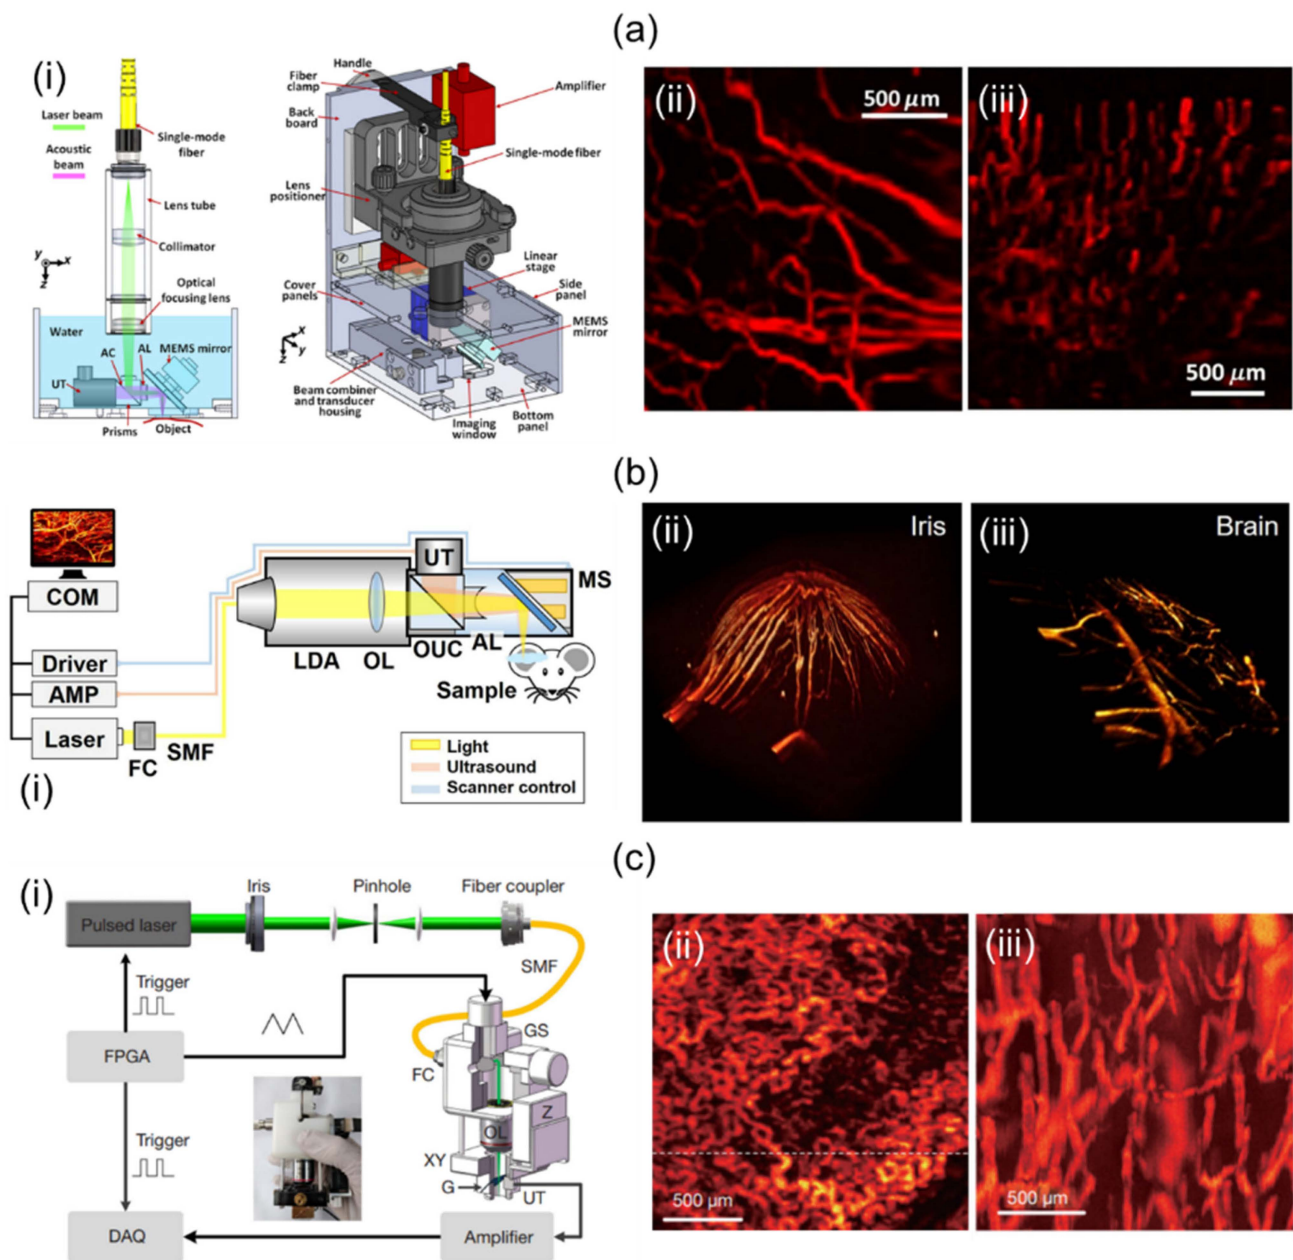 (a)
(i)
Laser beam
Acoustic
beam
Single-mode
fiber
Lens tube
Collimator
Optical
focusing lens
y
x
z
Water
AC
AL
MEMS mirror
UT
Prisms
Object
Handle
Fiber
clamp
Back
board
Amplifier
Single-mode fiber
Lens
positioner
Linear
stage
Side
panel
Cover
panels
MEMS
mirror
x
y
z
Beam combiner
and transducer
housing
Imaging
window
Bottom
panel
(ii)
500 µm
(iii)
500 µm
(b)
COM
Driver
AMP
Laser
FC
SMF
LDA
OL
OUC
AL
UT
MS
Sample
Light
Ultrasound
Scanner control
(i)
(ii)
Iris
(iii)
Brain
(c)
(i)
Pulsed laser
Iris
Pinhole
Fiber coupler
SMF
Trigger
FPGA
Trigger
DAQ
GS
FC
Z
OL
XY
G
UT
Amplifier
(ii)
500 µm
(iii)
500 µm